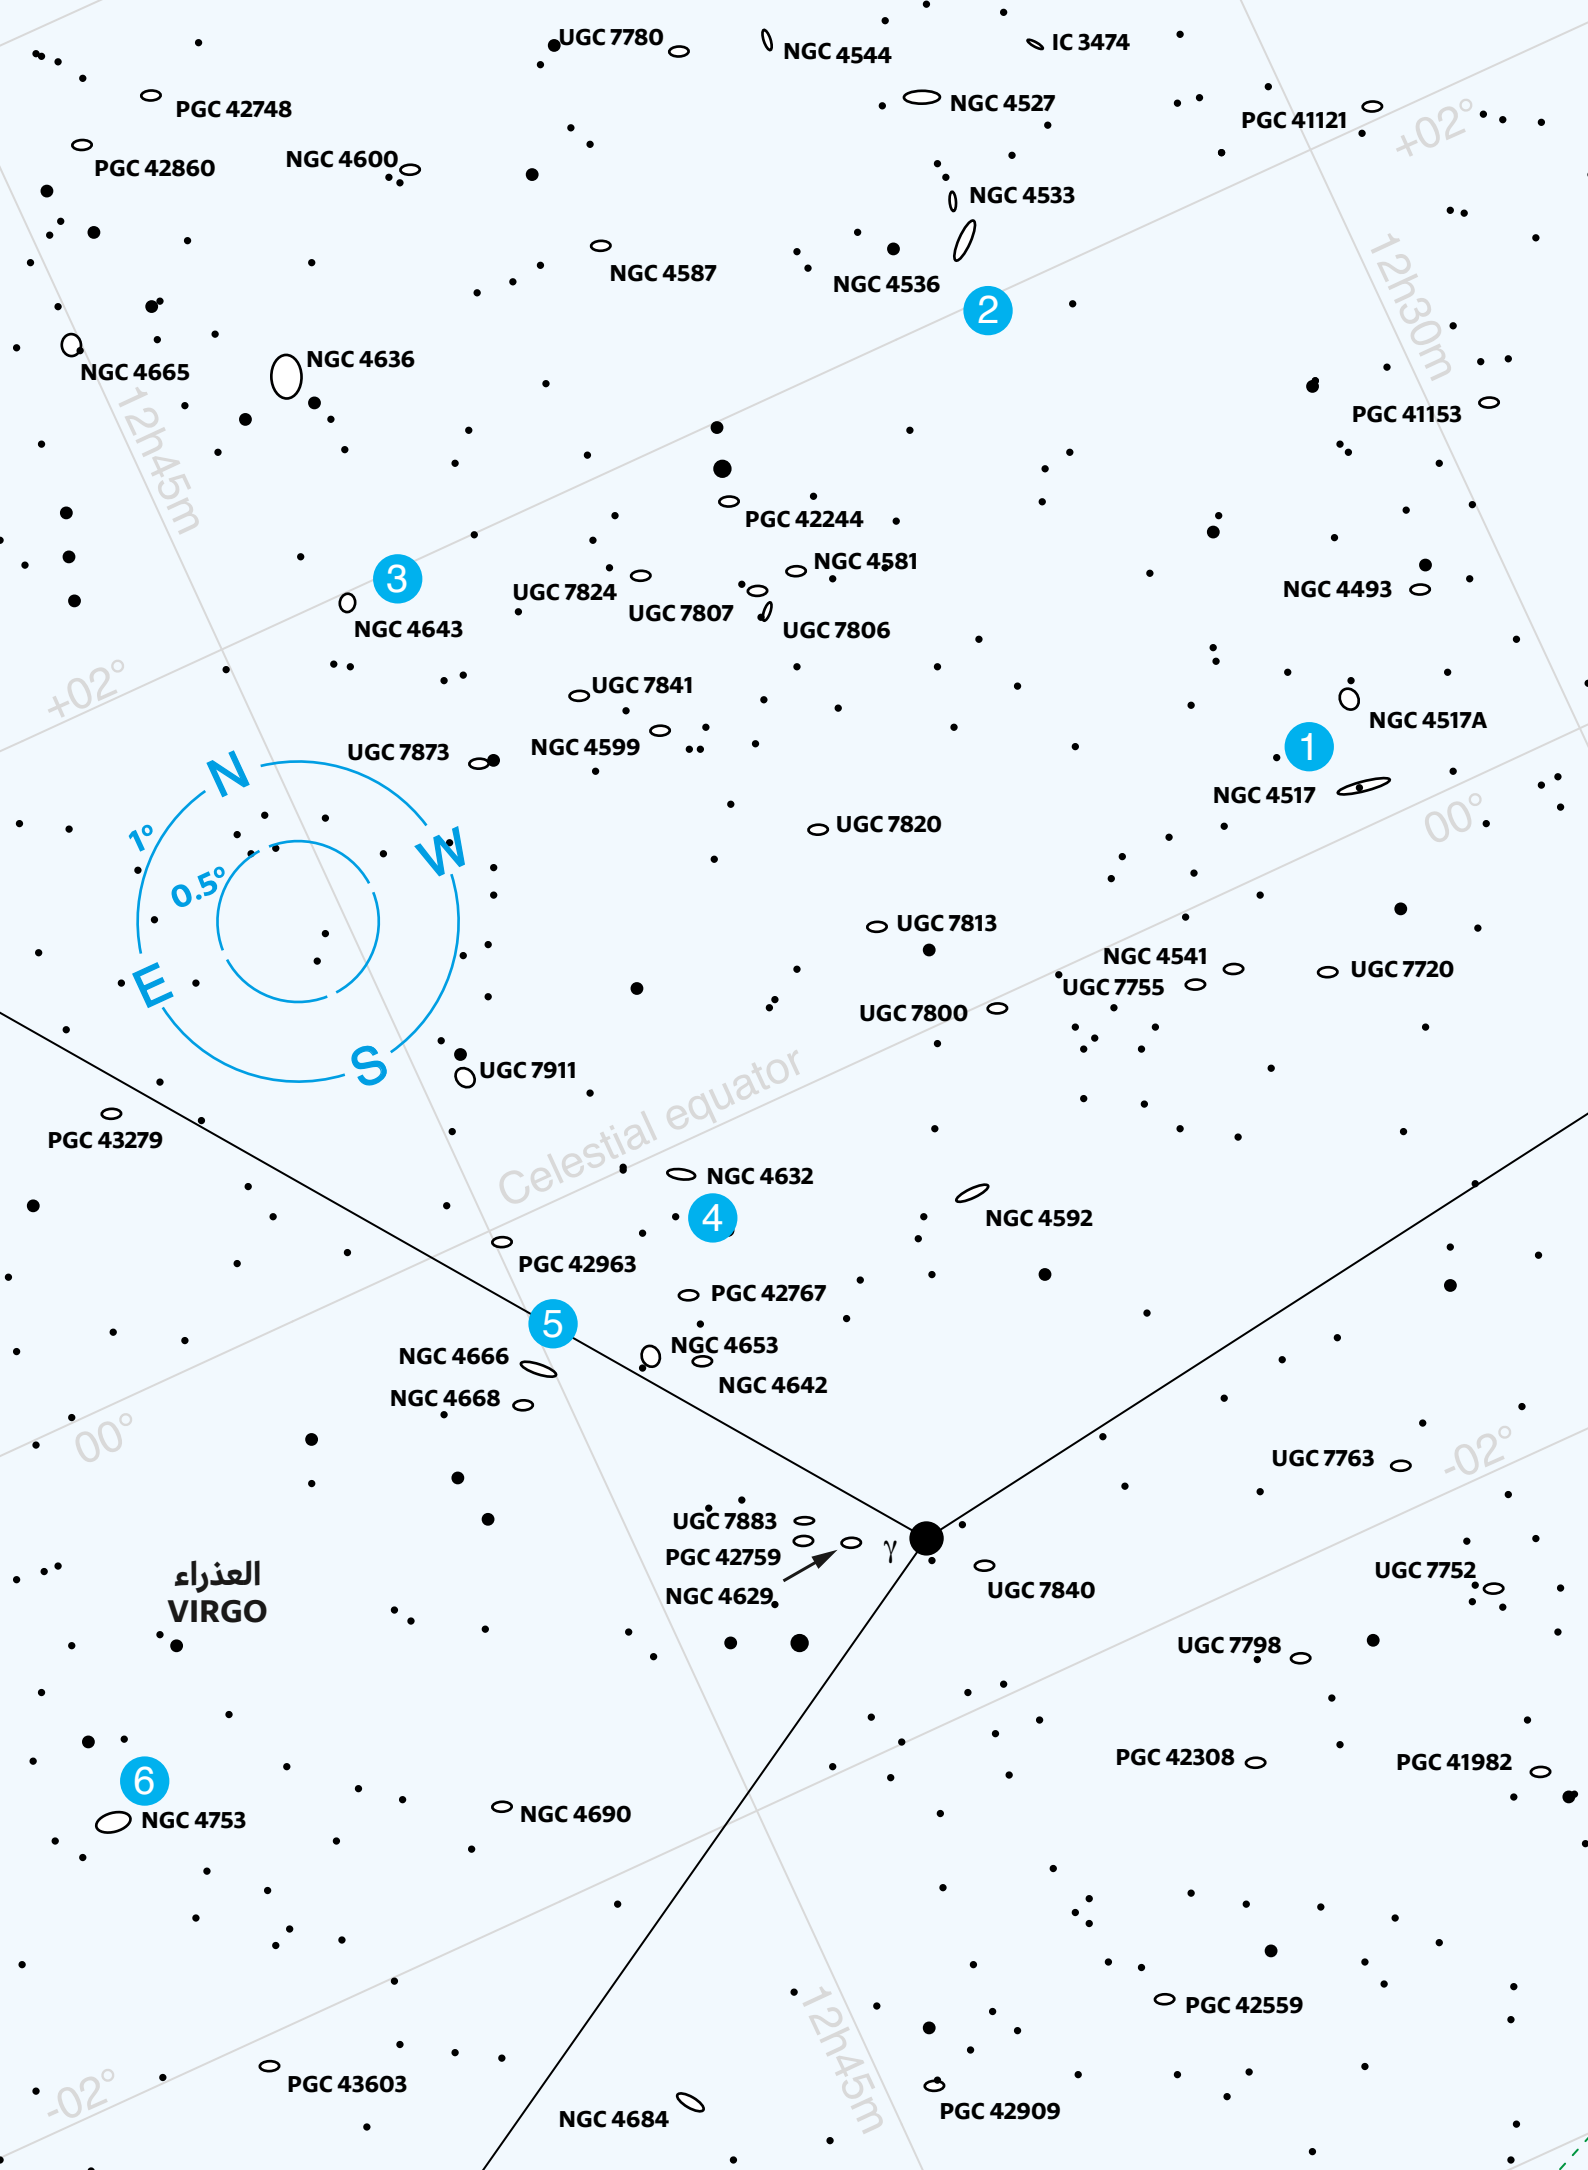 UGC 7780
NGC 4544
IC 3474
PGC 42748
NGC 4527
PGC 41121
+02°
PGC 42860
NGC 4600
NGC 4533
NGC 4587
NGC 4536
2
12h30m
NGC 4665
NGC 4636
12h45m
PGC 41153
PGC 42244
3
NGC 4581
UGC 7824
UGC 7807
UGC 7806
NGC 4493
NGC 4643
+02°
UGC 7841
NGC 4517A
NGC 4599
UGC 7873
1
NGC 4517
N
1°
W
0.5°
UGC 7820
00°
E
S
UGC 7813
NGC 4541
UGC 7720
UGC 7755
UGC 7800
UGC 7911
Celestial equator
PGC 43279
NGC 4632
4
NGC 4592
PGC 42963
PGC 42767
5
NGC 4653
NGC 4666
NGC 4642
NGC 4668
00°
UGC 7763
-02°
UGC 7883
PGC 42759
γ
NGC 4629
UGC 7840
UGC 7752
العذراء
VIRGO
UGC 7798
PGC 42308
PGC 41982
6
NGC 4753
NGC 4690
12h45m
PGC 42559
-02°
PGC 43603
NGC 4684
PGC 42909